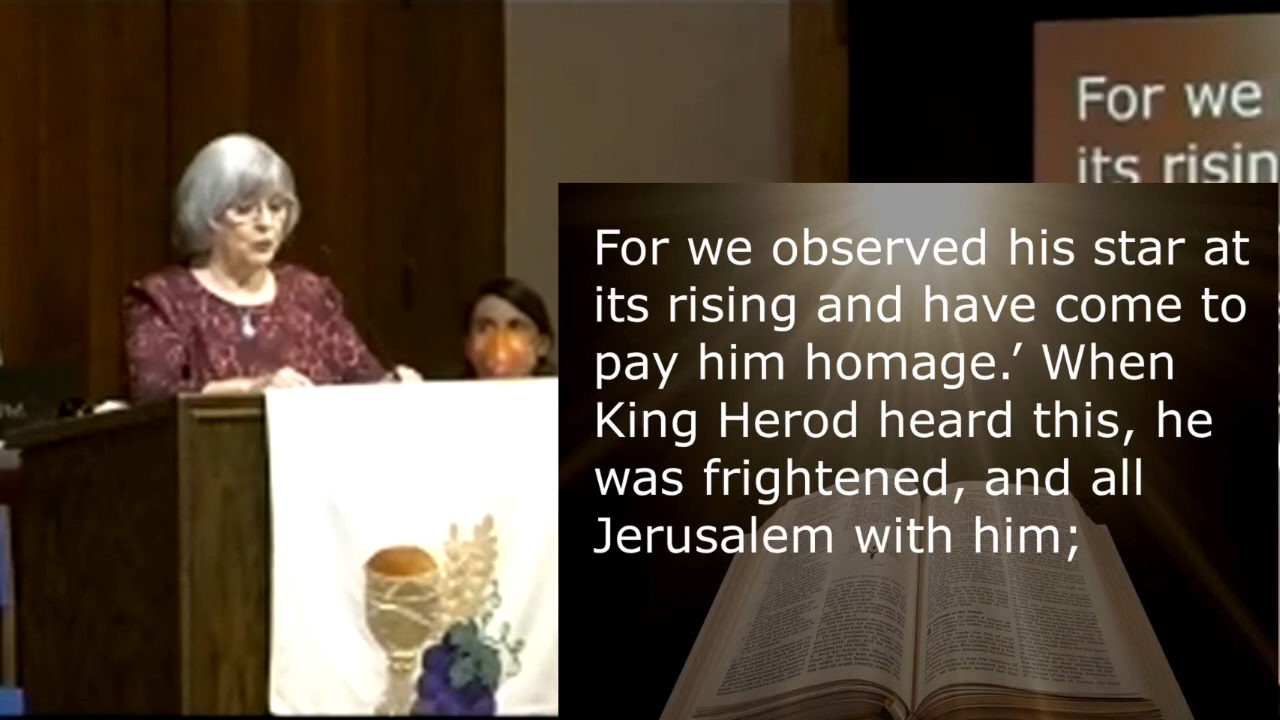 For we
its risin
For we observed his star at
its rising and have come to
pay him homage.’ When
King Herod heard this, he
was frightened, and all
Jerusalem with him;